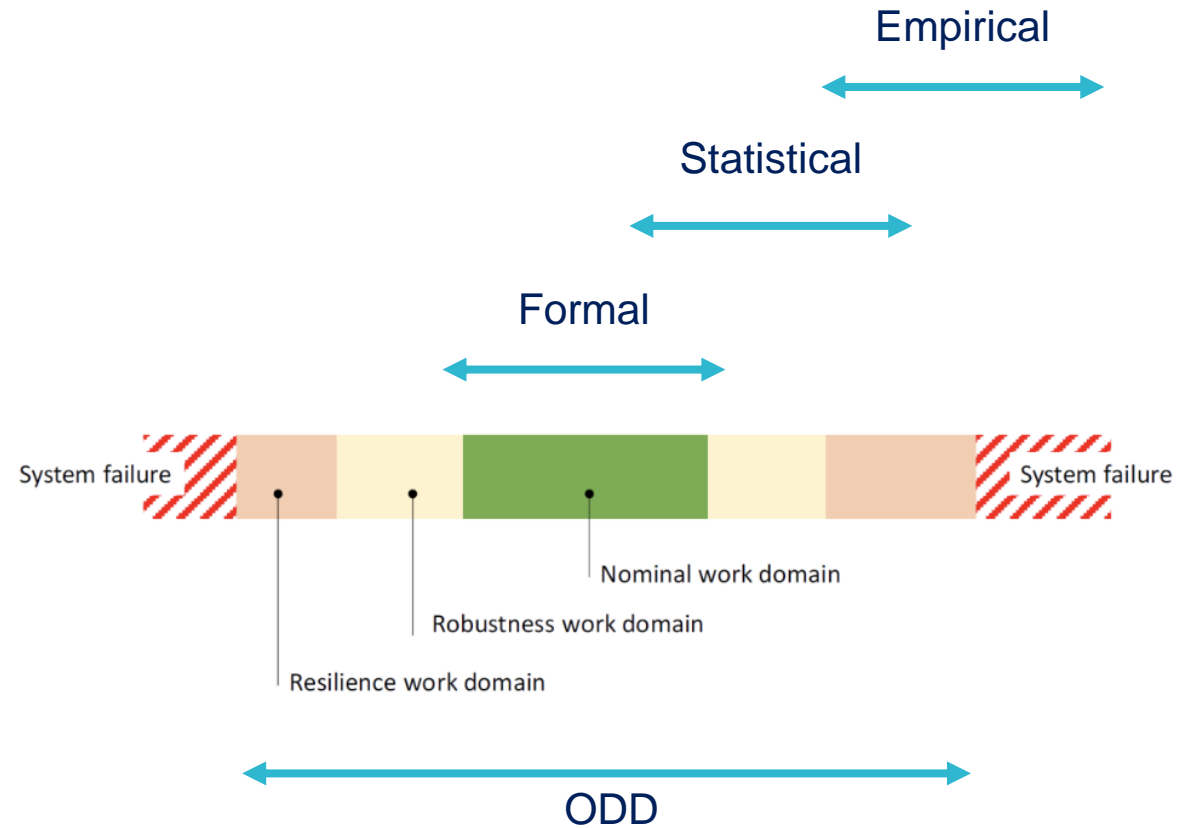 Empirical
Statistical
Formal
System failure
System failure
Nominal work domain
Robustness work domain
Resilience work domain
ODD